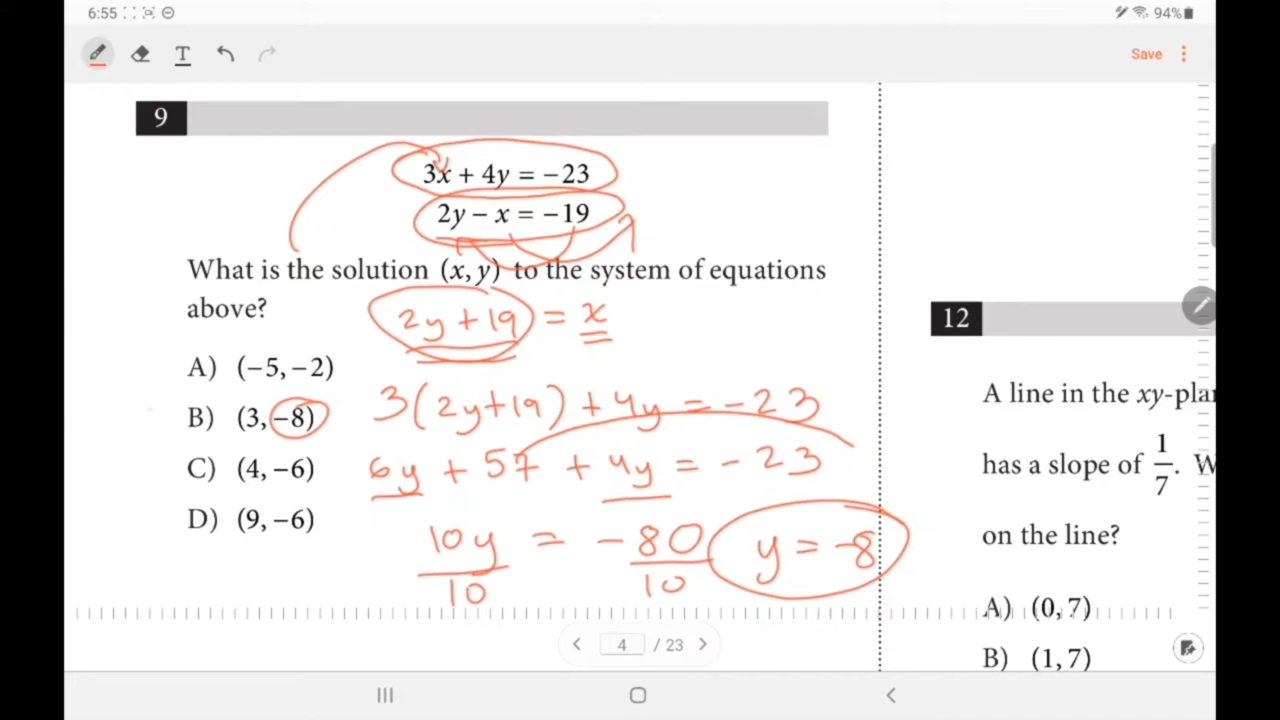 6:55
94%
T
Save
9
3x + 4y = −23
2y − x = −19
What is the solution (x, y) to the system of equations
above?
2y + 19 = x
A) (−5, −2)
B) (3, −8)
C) (4, −6)
D) (9, −6)
3(2y+19) + 4y = -23
6y + 57 + 4y = -23
10y/10 = -80/10 y = -8
12
A line in the xy-plan
has a slope of 1/7. W
on the line?
A) (0, 7)
B) (1, 7)
4 / 23